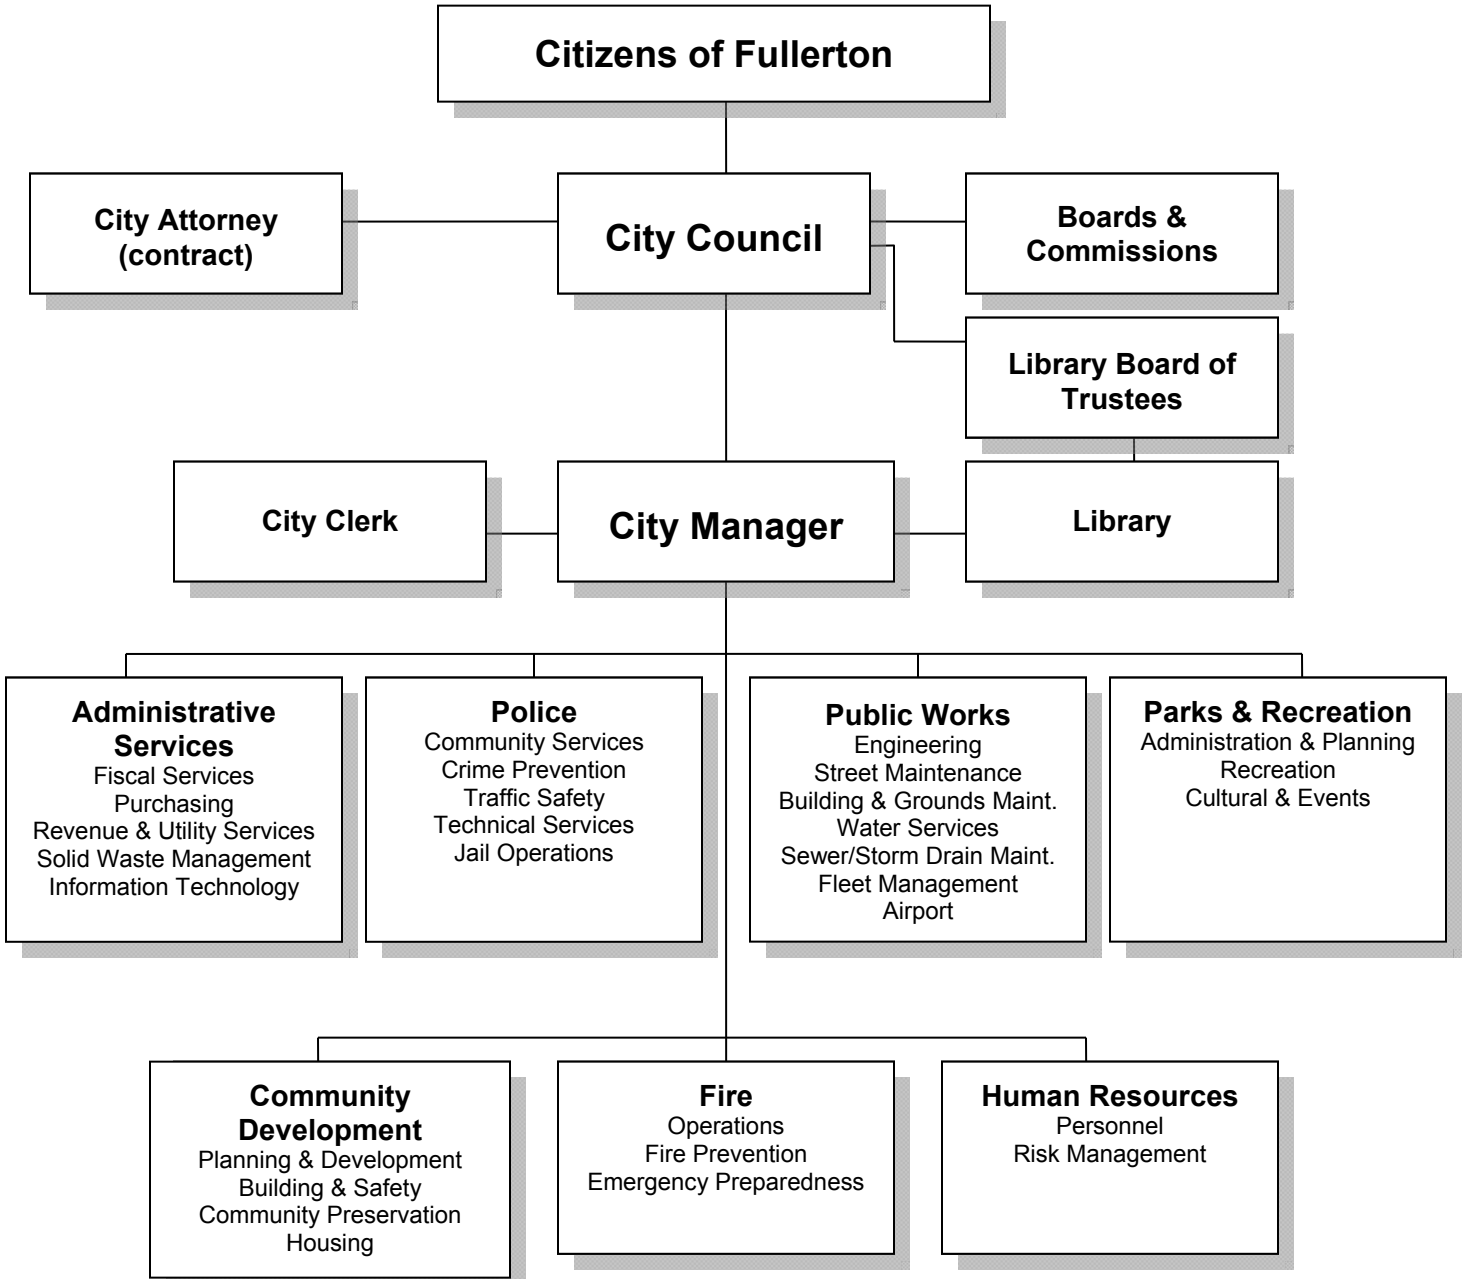 Citizens of Fullerton
City Attorney
(contract)
City Council
Boards &
Commissions
Library Board of
Trustees
City Clerk
City Manager
Library
Administrative
Services
Fiscal Services
Purchasing
Revenue & Utility Services
Solid Waste Management
Information Technology
Police
Community Services
Crime Prevention
Traffic Safety
Technical Services
Jail Operations
Public Works
Engineering
Street Maintenance
Building & Grounds Maint.
Water Services
Sewer/Storm Drain Maint.
Fleet Management
Airport
Parks & Recreation
Administration & Planning
Recreation
Cultural & Events
Community
Development
Planning & Development
Building & Safety
Community Preservation
Housing
Fire
Operations
Fire Prevention
Emergency Preparedness
Human Resources
Personnel
Risk Management